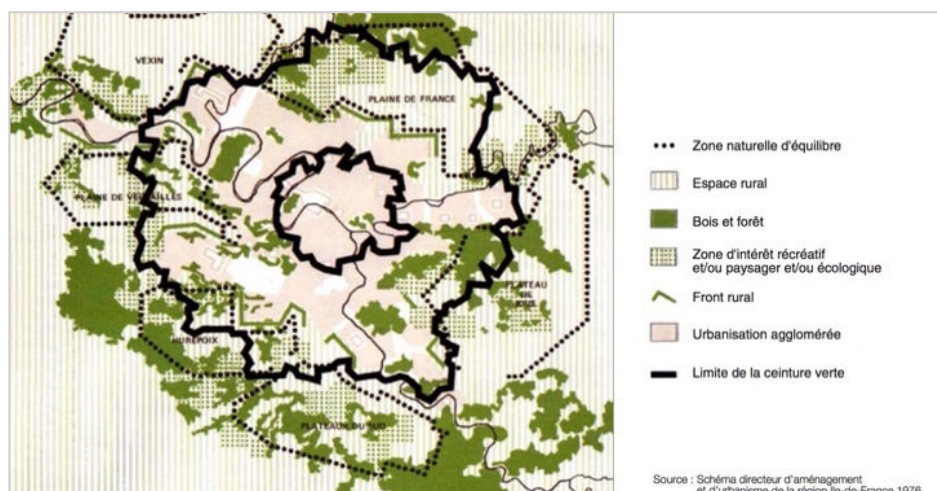 VEXIN
PLAINE DE FRANCE
PLAINE DE VERSAILLES
PLATEAU
DE
BRIE
HUREPOIX
PLATEAUX DU SUD
Zone naturelle d'équilibre
Espace rural
Bois et forêt
Zone d'intérêt récréatif
et/ou paysager et/ou écologique
Front rural
Urbanisation agglomérée
Limite de la ceinture verte
Source : Schéma directeur d'aménagement
et d'urbanisme de la région Ile-de-France 1976